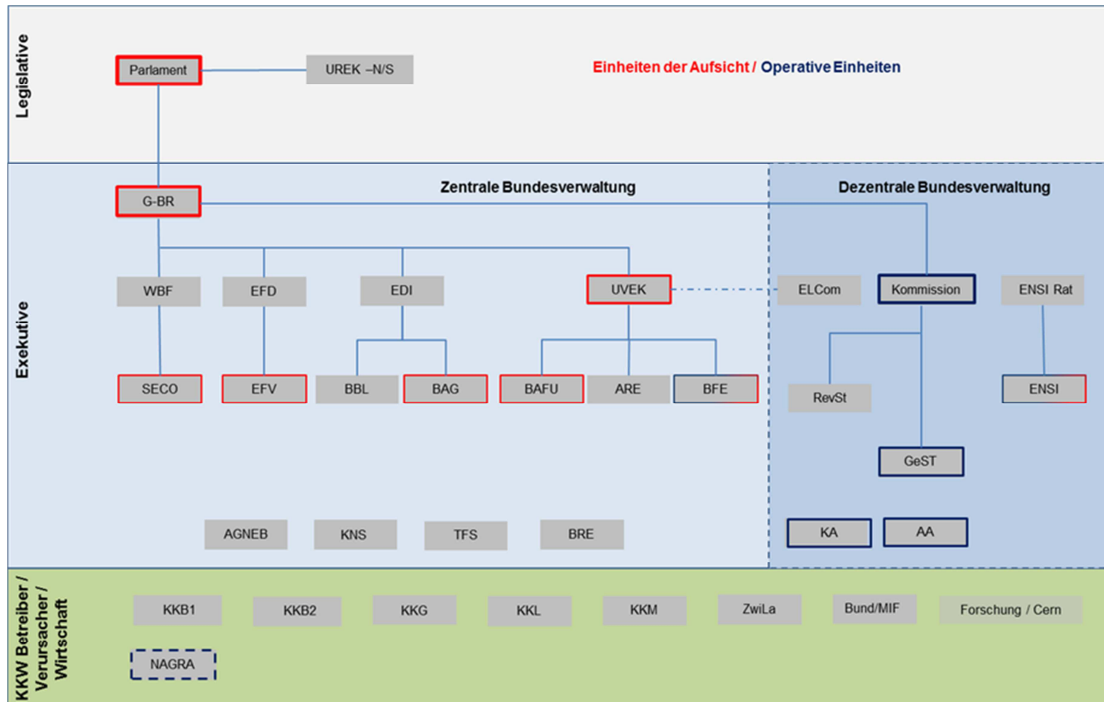 Legislative
Parlament
UREK –N/S
Einheiten der Aufsicht / Operative Einheiten
Exekutive
Zentrale Bundesverwaltung
Dezentrale Bundesverwaltung
G-BR
WBF
EFD
EDI
UVEK
ELCom
Kommission
ENSI Rat
SECO
EFV
BBL
BAG
BAFU
ARE
BFE
RevSt
ENSI
GeST
AGNEB
KNS
TFS
BRE
KA
AA
KKW Betreiber /
Verursacher /
Wirtschaft
KKB1
KKB2
KKG
KKL
KKM
ZwiLa
Bund/MIF
Forschung / Cern
NAGRA